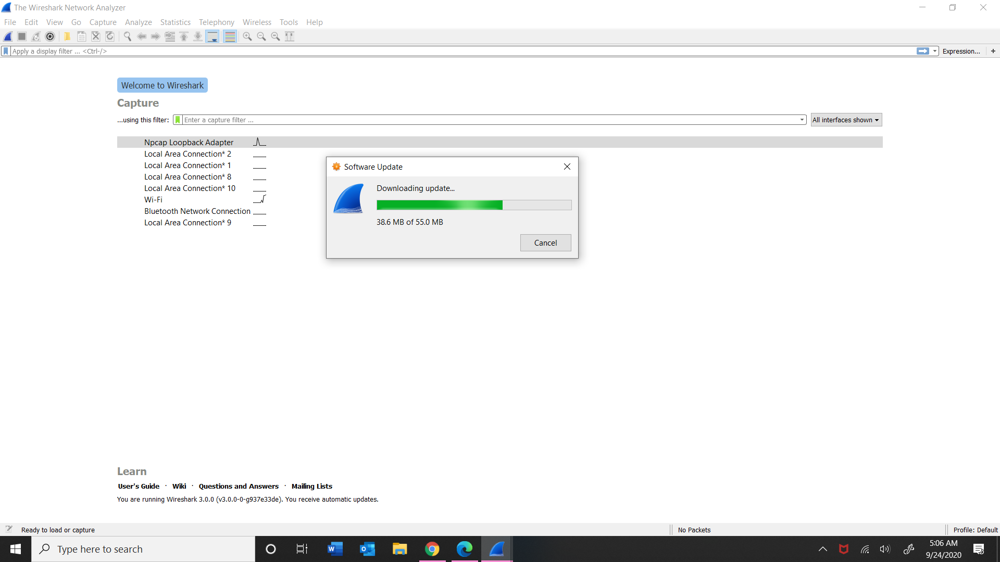 The Wireshark Network Analyzer
File Edit View Go Capture Analyze Statistics Telephony Wireless Tools Help
Apply a display filter ... <Ctrl-/> Expression... +
Welcome to Wireshark
Capture
...using this filter: Enter a capture filter ... All interfaces shown
Npcap Loopback Adapter
Local Area Connection* 2
Local Area Connection* 1
Local Area Connection* 8
Local Area Connection* 10
Wi-Fi
Bluetooth Network Connection
Local Area Connection* 9
Software Update
Downloading update...
38.6 MB of 55.0 MB
Cancel
Learn
User's Guide · Wiki · Questions and Answers · Mailing Lists
You are running Wireshark 3.0.0 (v3.0.0-0-g937e33de). You receive automatic updates.
Ready to load or capture No Packets Profile: Default
Type here to search
5:06 AM
9/24/2020